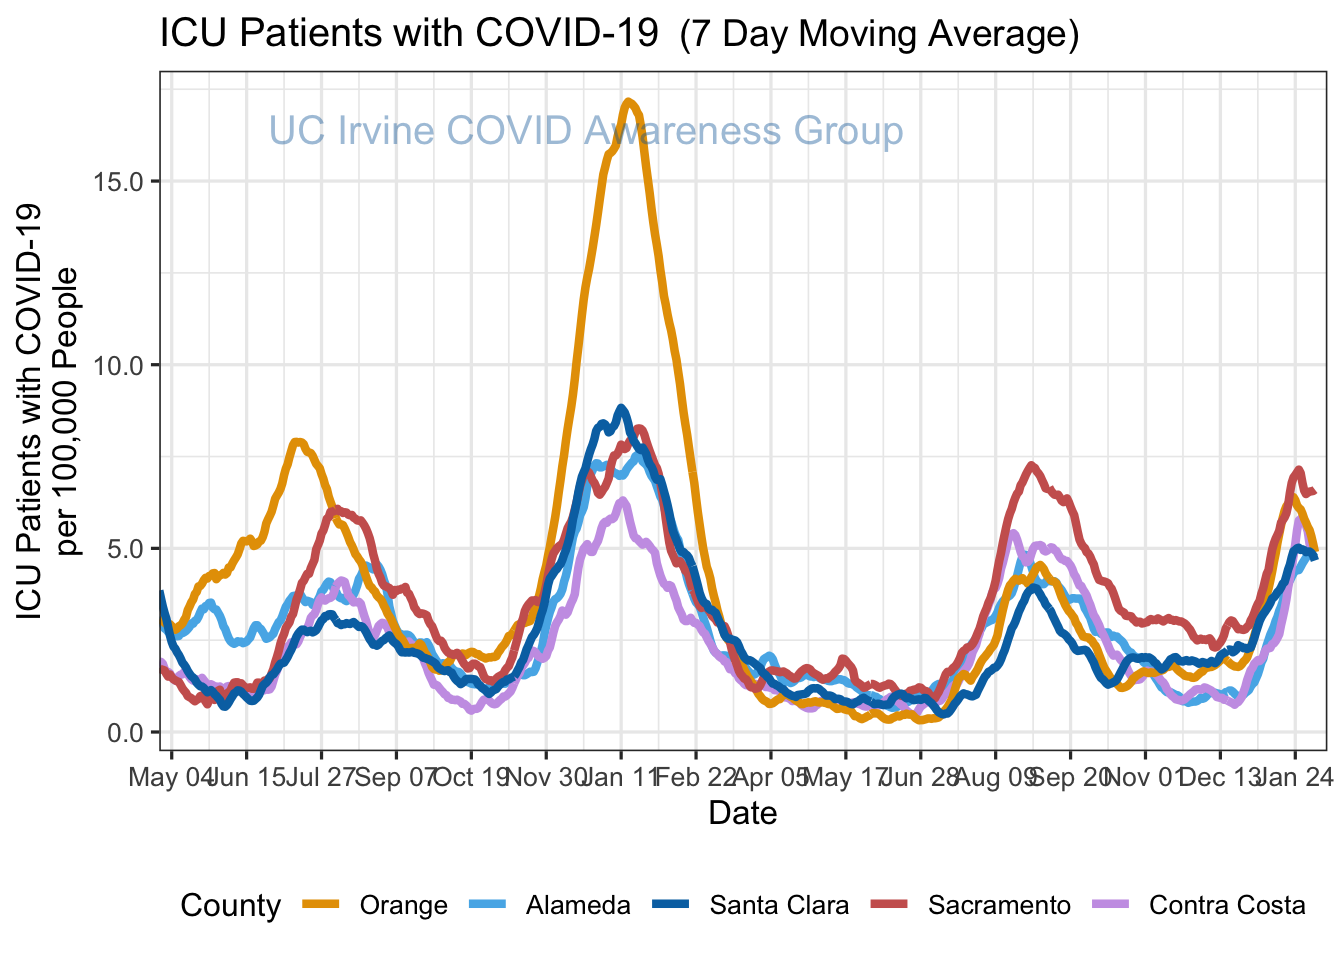 ICU Patients with COVID-19 (7 Day Moving Average)
UC Irvine COVID Awareness Group
ICU Patients with COVID-19
per 100,000 People
15.0
10.0
5.0
0.0
May 04 Jun 15 Jul 27 Sep 07 Oct 19 Nov 30 Jan 11 Feb 22 Apr 05 May 17 Jun 28 Aug 09 Sep 20 Nov 01 Dec 13 Jan 24
Date
County Orange Alameda Santa Clara Sacramento Contra Costa